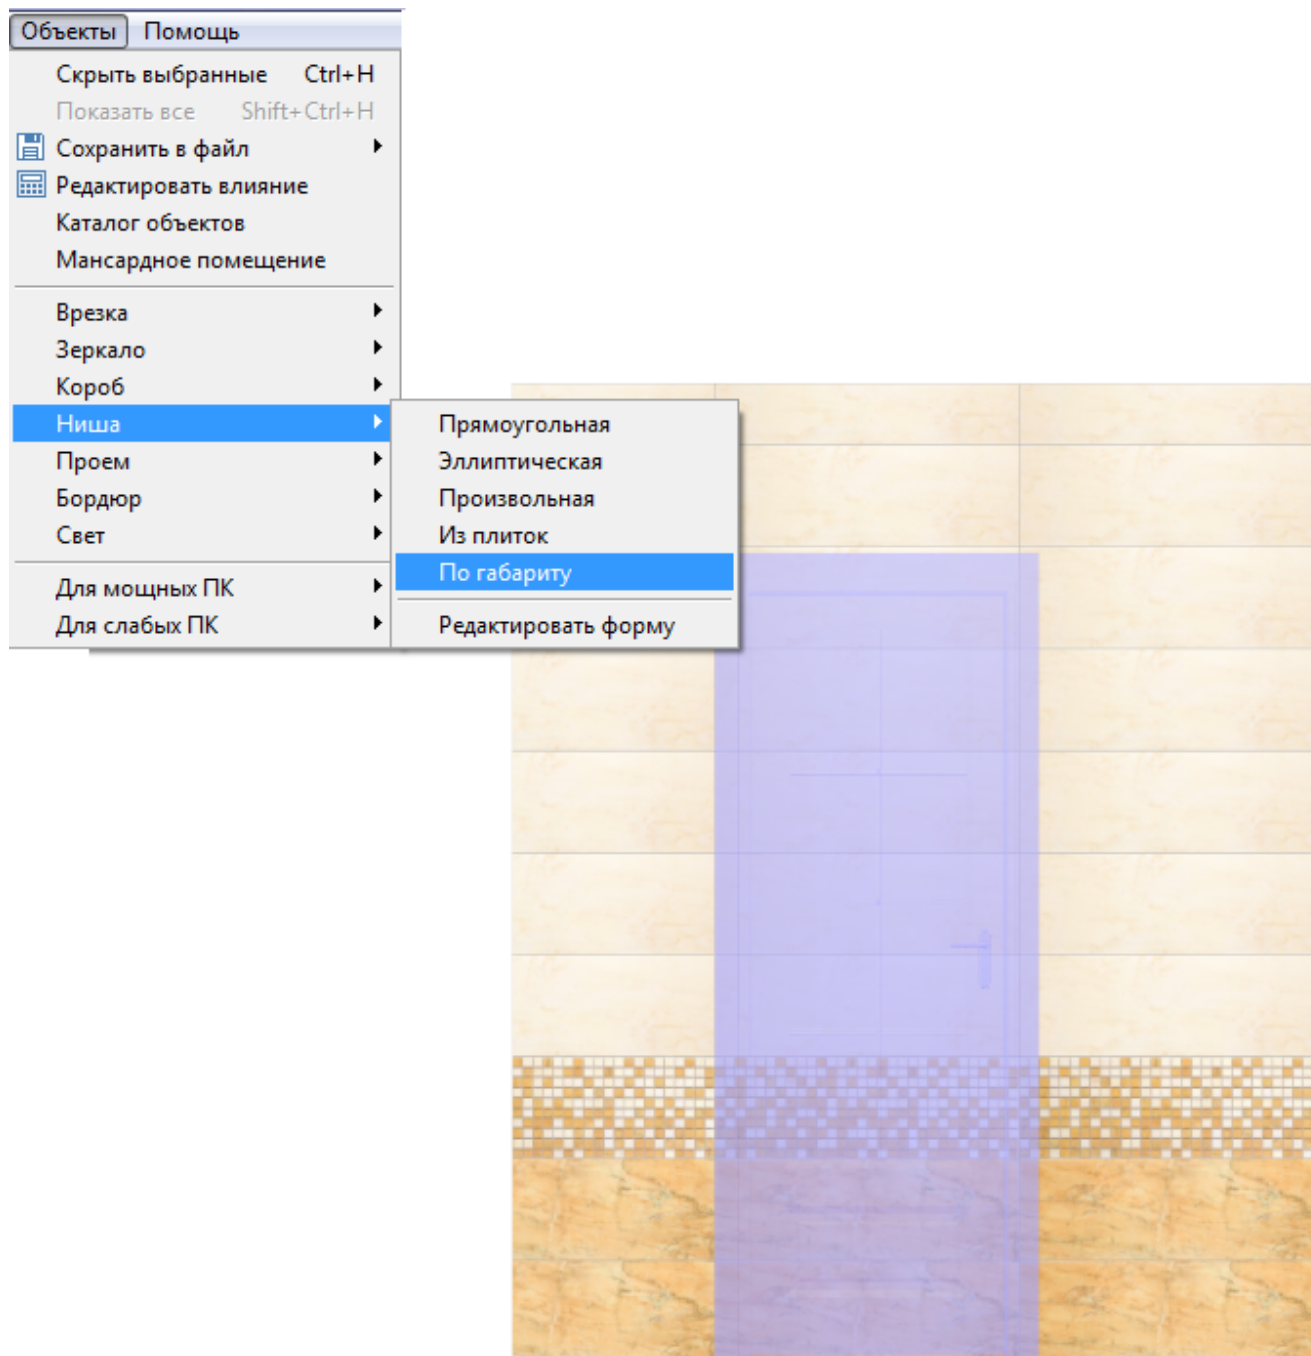 Объекты Помощь
Скрыть выбранные Ctrl+H
Показать все Shift+Ctrl+H
Сохранить в файл
Редактировать влияние
Каталог объектов
Мансардное помещение
Врезка
Зеркало
Короб
Ниша
Проем
Бордюр
Свет
Для мощных ПК
Для слабых ПК
Прямоугольная
Эллиптическая
Произвольная
Из плиток
По габариту
Редактировать форму